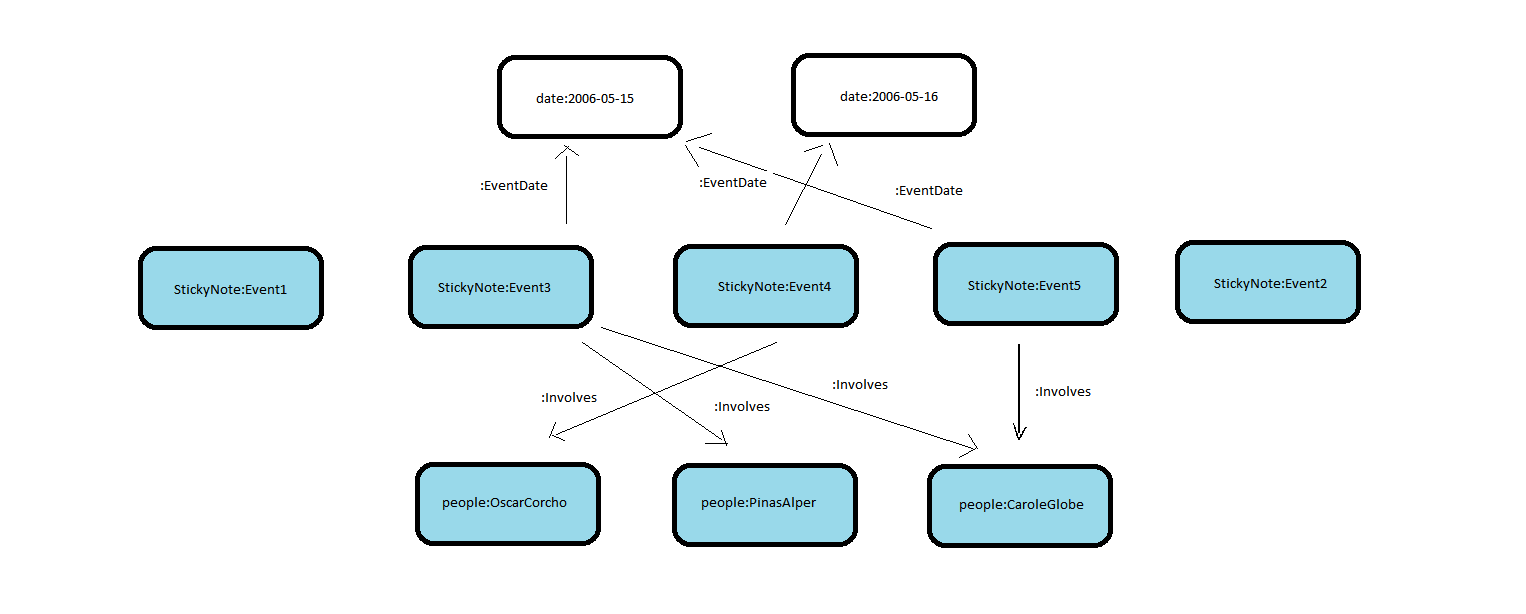 date:2006-05-15
date:2006-05-16
:EventDate
:EventDate
:EventDate
StickyNote:Event1
StickyNote:Event3
StickyNote:Event4
StickyNote:Event5
StickyNote:Event2
:Involves
:Involves
:Involves
:Involves
people:OscarCorcho
people:PinasAlper
people:CaroleGlobe